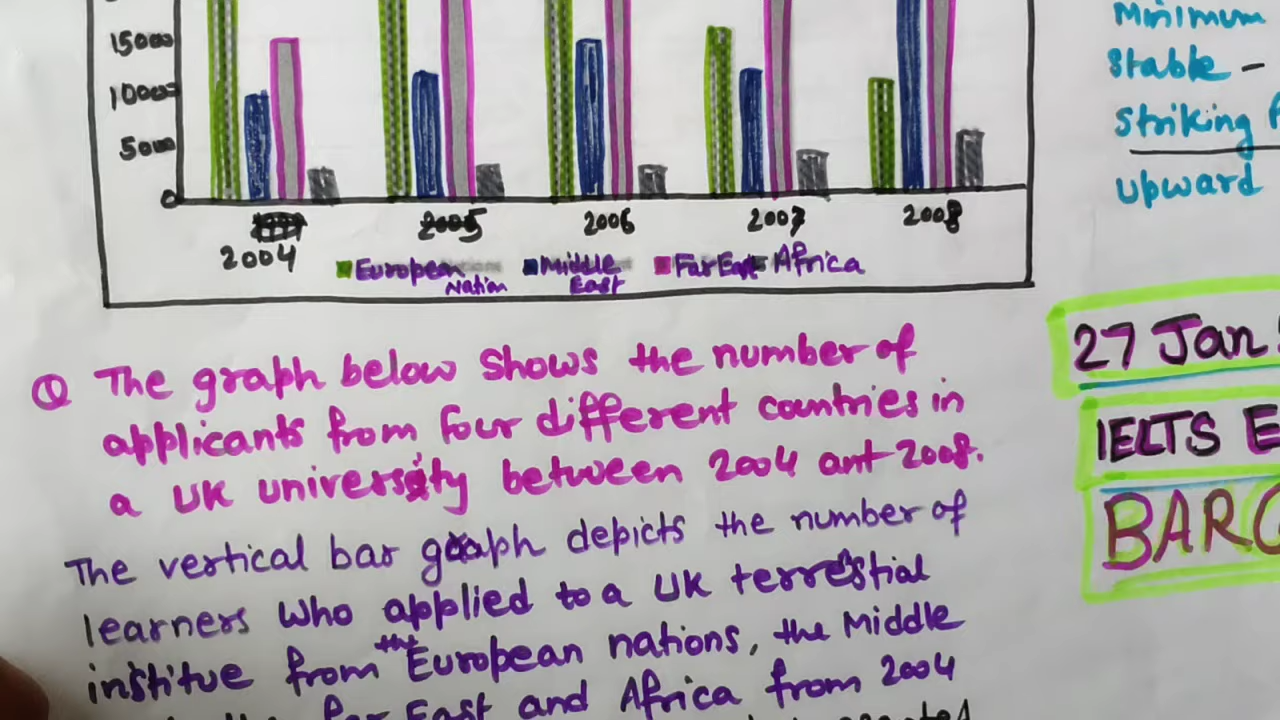 15000
10000
5000
0
2005 2006 2007 2008
2004
European Middle Far East Africa
Nation East
Minimum
Stable -
Striking
upward
Q The graph below shows the number of
applicants from four different countries in
a UK university between 2004 ant 2008.
The vertical bar graph depicts the number of
learners who applied to a UK terrestial
institue from the European nations, the Middle
Far East and Africa from 2004
27 Jan
IELTS E
BAR